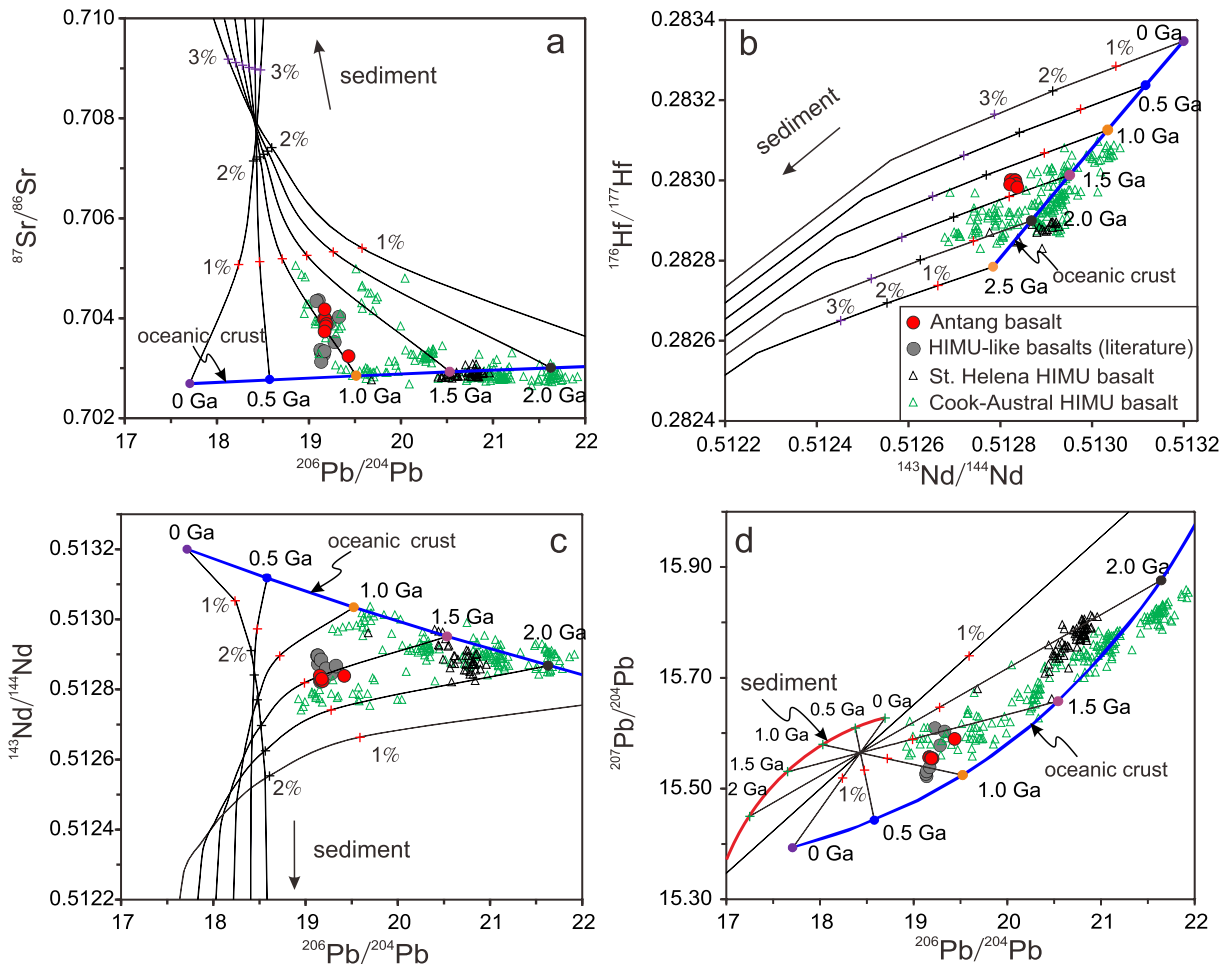 a
0.710
0.708
0.706
0.704
0.702
⁸⁷Sr/⁸⁶Sr
3%
3%
sediment
2%
2%
1%
1%
oceanic crust
0 Ga
0.5 Ga
1.0 Ga
1.5 Ga
2.0 Ga
17 18 19 20 21 22
²⁰⁶Pb/²⁰⁴Pb
b
0.2834
0.2833
0.2832
0.2830
0.2828
0.2826
0.2824
¹⁷⁶Hf/¹⁷⁷Hf
0 Ga
1%
2%
3%
0.5 Ga
sediment
1.0 Ga
1.5 Ga
2.0 Ga
oceanic crust
2.5 Ga
1%
2%
3%
Antang basalt
HIMU-like basalts (literature)
St. Helena HIMU basalt
Cook-Austral HIMU basalt
0.5122 0.5124 0.5126 0.5128 0.5130 0.5132
¹⁴³Nd/¹⁴⁴Nd
c
0.5132
0.5130
0.5128
0.5126
0.5124
0.5122
¹⁴³Nd/¹⁴⁴Nd
0 Ga
0.5 Ga
oceanic crust
1.0 Ga
1.5 Ga
2.0 Ga
1%
2%
1%
2%
sediment
17 18 19 20 21 22
²⁰⁶Pb/²⁰⁴Pb
d
15.90
15.70
15.50
15.30
²⁰⁷Pb/²⁰⁴Pb
2.0 Ga
1%
sediment
0 Ga
0.5 Ga
1.0 Ga
1.5 Ga
2 Ga
1.5 Ga
oceanic crust
1.0 Ga
1%
0.5 Ga
0 Ga
17 18 19 20 21 22
²⁰⁶Pb/²⁰⁴Pb